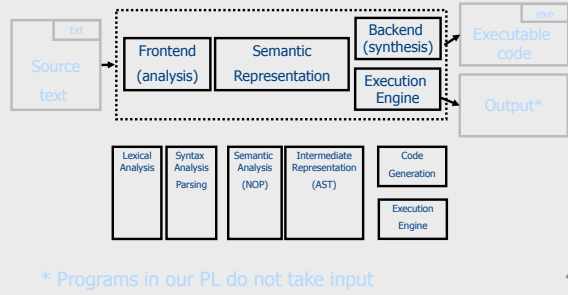 txt
Source
text
Frontend
(analysis)
Semantic
Representation
Backend
(synthesis)
Execution
Engine
exe
Executable
code
Output*
Lexical
Analysis
Syntax
Analysis
Parsing
Semantic
Analysis
(NOP)
Intermediate
Representation
(AST)
Code
Generation
Execution
Engine
* Programs in our PL do not take input
4